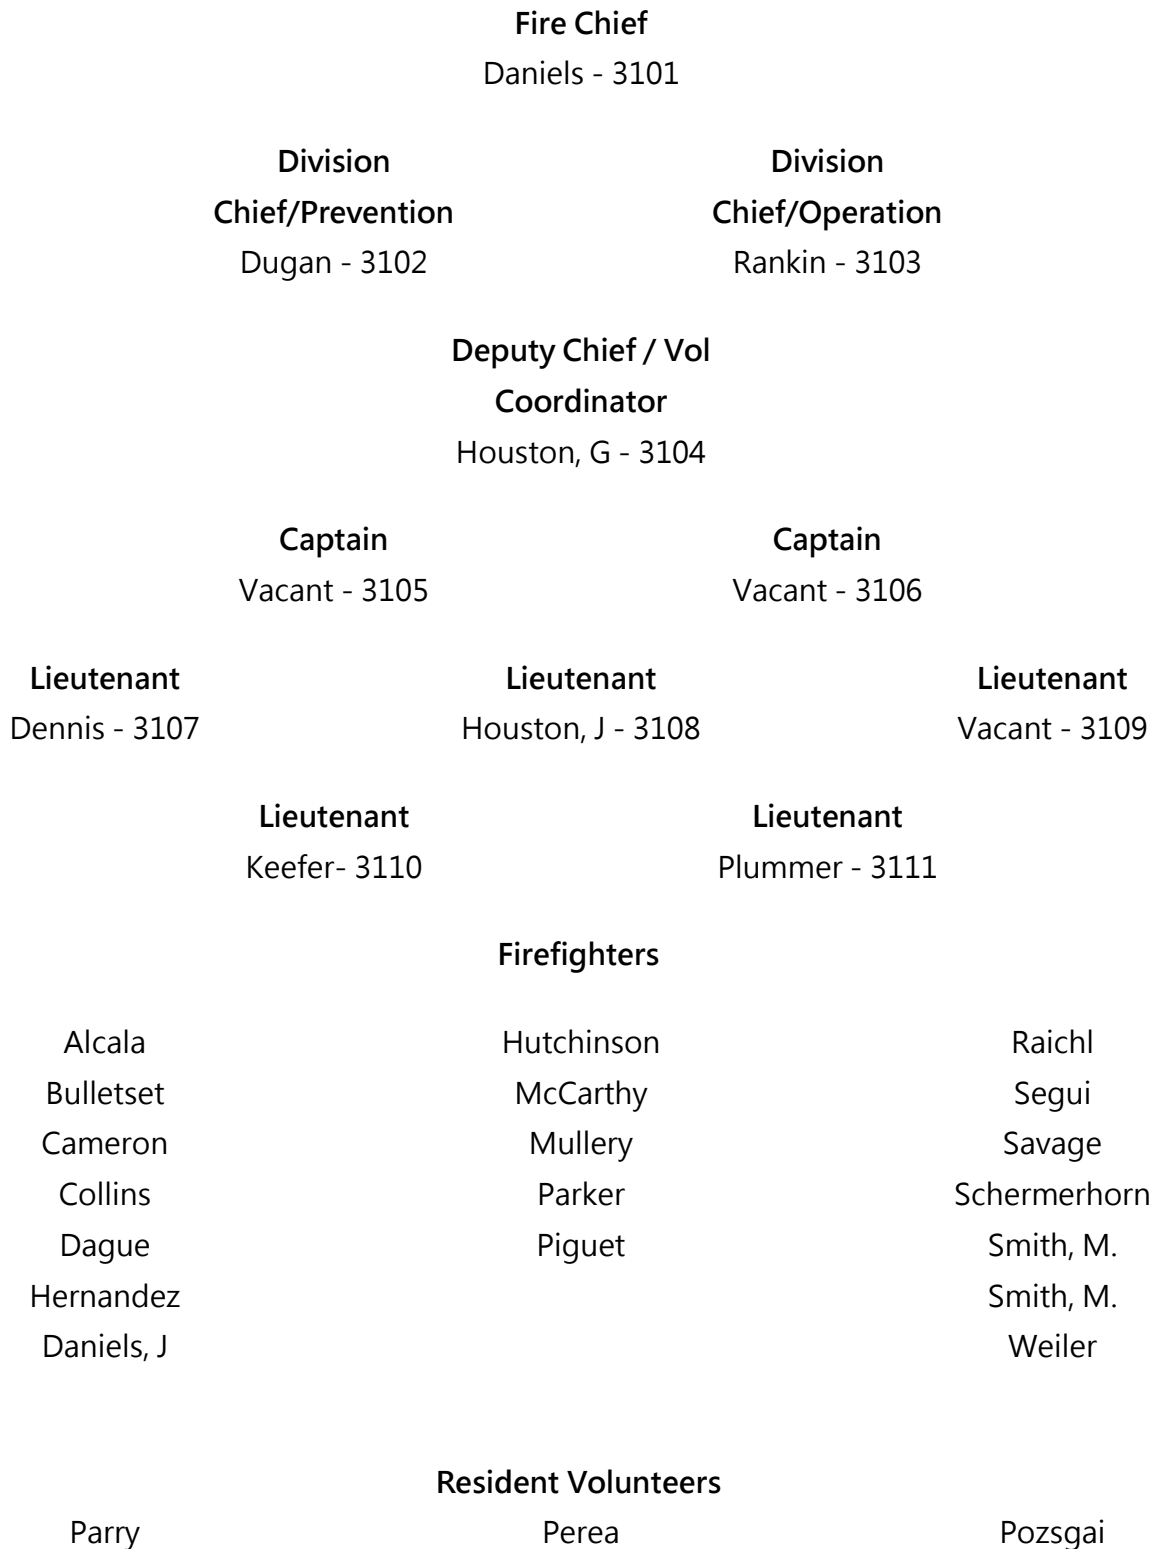 Fire Chief
Daniels - 3101
Division Division
Chief/Prevention Chief/Operation
Dugan - 3102 Rankin - 3103
Deputy Chief / Vol
Coordinator
Houston, G - 3104
Captain Captain
Vacant - 3105 Vacant - 3106
Lieutenant Lieutenant Lieutenant
Dennis - 3107 Houston, J - 3108 Vacant - 3109
Lieutenant Lieutenant
Keefer- 3110 Plummer - 3111
Firefighters
Alcala Hutchinson Raichl
Bulletset McCarthy Segui
Cameron Mullery Savage
Collins Parker Schermerhorn
Dague Piguet Smith, M.
Hernandez Smith, M.
Daniels, J Weiler
Resident Volunteers
Parry Perea Pozsgai